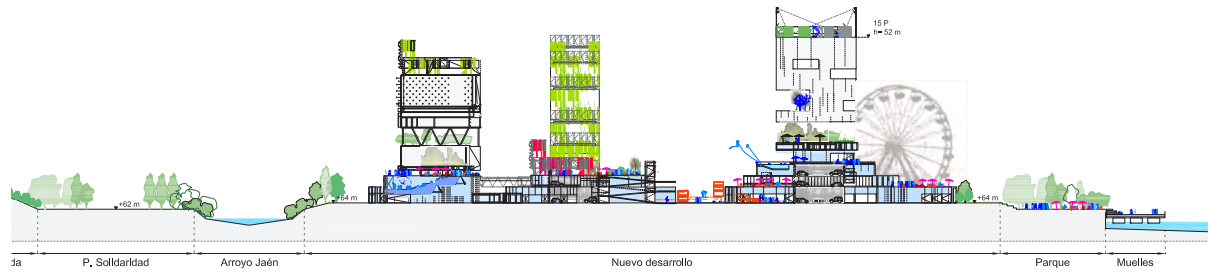 15 P
h= 52 m
+62 m
+64 m
+64 m
da
P. Solidaridad
Arroyo Jaén
Nuevo desarrollo
Parque
Muelles